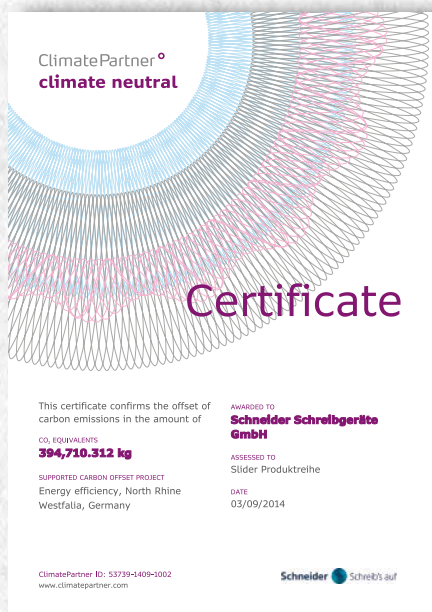 ClimatePartner°
climate neutral
Certificate
This certificate confirms the offset of
carbon emissions in the amount of
CO₂ EQUIVALENTS
394,710.312 kg
SUPPORTED CARBON OFFSET PROJECT
Energy efficiency, North Rhine
Westfalia, Germany
AWARDED TO
Schneider Schreibgeräte
GmbH
ASSESSED TO
Slider Produktreihe
DATE
03/09/2014
ClimatePartner ID: 53739-1409-1002
www.climatepartner.com
Schneider Schreib's auf